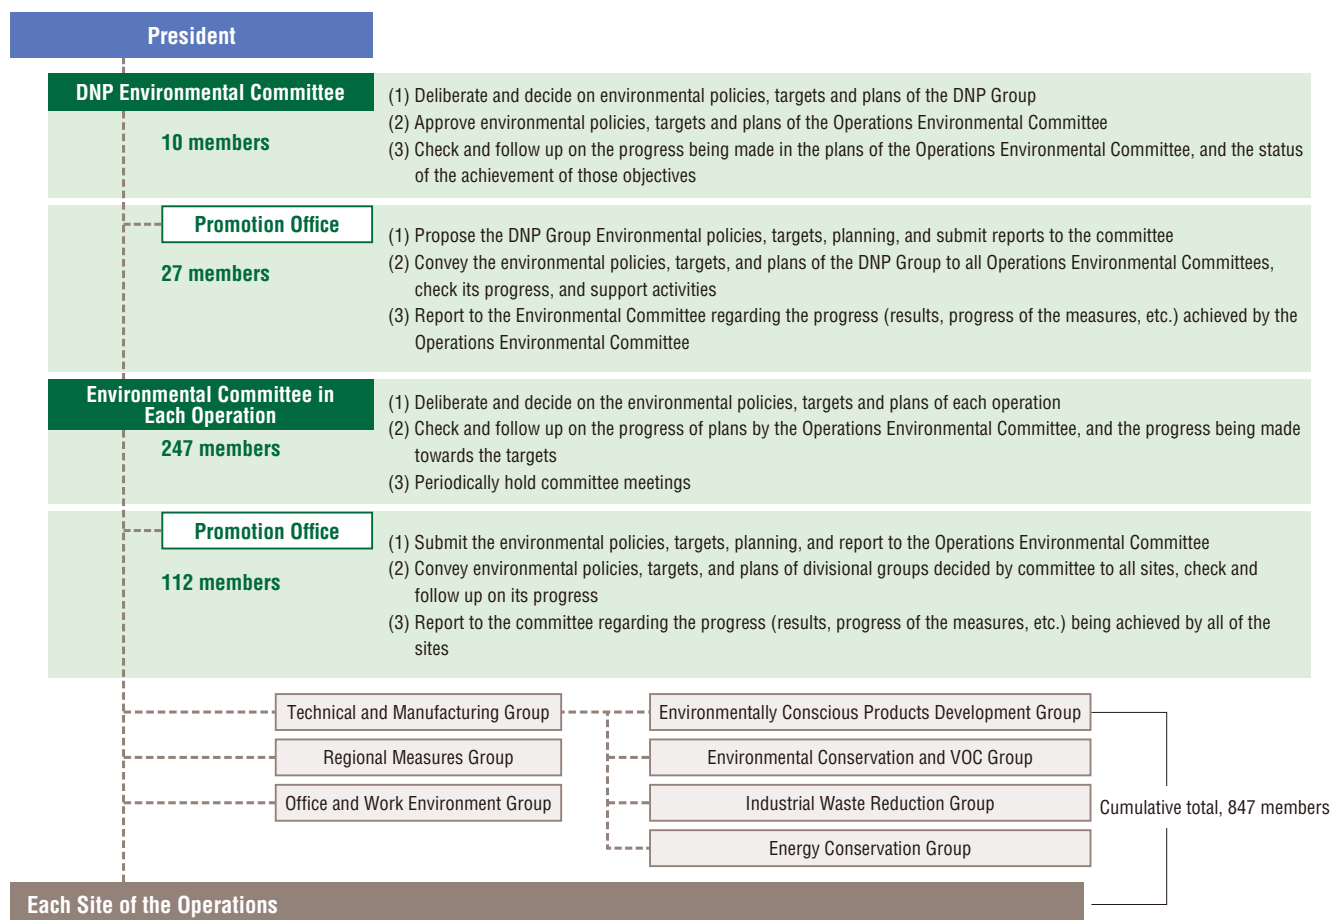 President
DNP Environmental Committee
10 members
(1) Deliberate and decide on environmental policies, targets and plans of the DNP Group
(2) Approve environmental policies, targets and plans of the Operations Environmental Committee
(3) Check and follow up on the progress being made in the plans of the Operations Environmental Committee, and the status
of the achievement of those objectives
Promotion Office
27 members
(1) Propose the DNP Group Environmental policies, targets, planning, and submit reports to the committee
(2) Convey the environmental policies, targets, and plans of the DNP Group to all Operations Environmental Committees,
check its progress, and support activities
(3) Report to the Environmental Committee regarding the progress (results, progress of the measures, etc.) achieved by the
Operations Environmental Committee
Environmental Committee in
Each Operation
247 members
(1) Deliberate and decide on the environmental policies, targets and plans of each operation
(2) Check and follow up on the progress of plans by the Operations Environmental Committee, and the progress being made
towards the targets
(3) Periodically hold committee meetings
Promotion Office
112 members
(1) Submit the environmental policies, targets, planning, and report to the Operations Environmental Committee
(2) Convey environmental policies, targets, and plans of divisional groups decided by committee to all sites, check and
follow up on its progress
(3) Report to the committee regarding the progress (results, progress of the measures, etc.) being achieved by all of the
sites
Technical and Manufacturing Group
Regional Measures Group
Office and Work Environment Group
Environmentally Conscious Products Development Group
Environmental Conservation and VOC Group
Industrial Waste Reduction Group
Energy Conservation Group
Cumulative total, 847 members
Each Site of the Operations